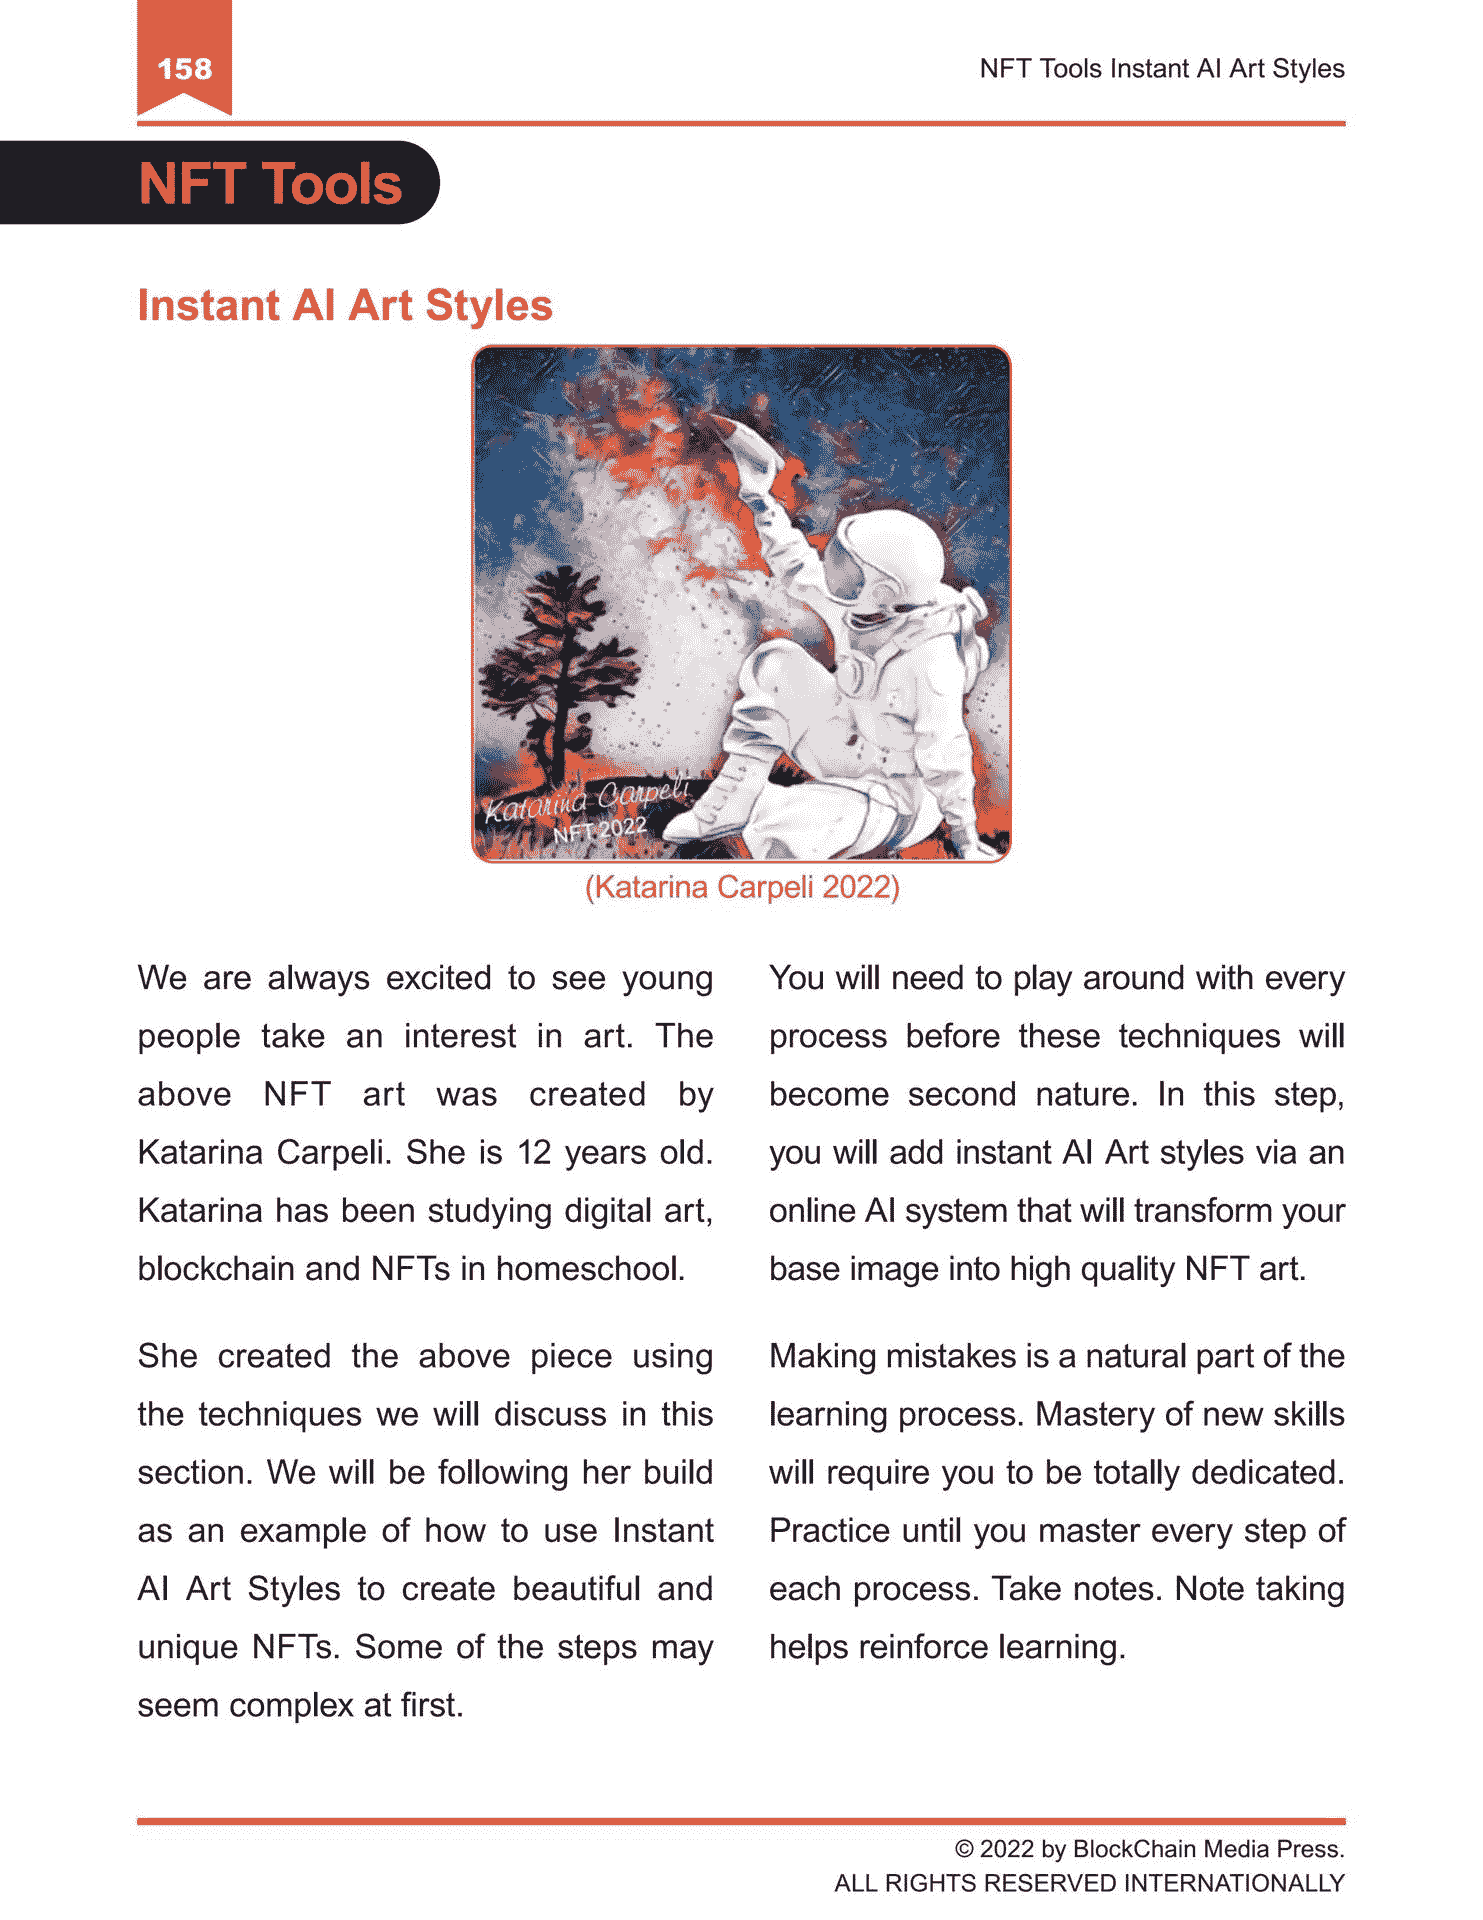 158
NFT Tools Instant AI Art Styles
NFT Tools
Instant AI Art Styles
Katarina Carpeli
NFT 2022
(Katarina Carpeli 2022)
We are always excited to see young
people take an interest in art. The
above NFT art was created by
Katarina Carpeli. She is 12 years old.
Katarina has been studying digital art,
blockchain and NFTs in homeschool.
She created the above piece using
the techniques we will discuss in this
section. We will be following her build
as an example of how to use Instant
AI Art Styles to create beautiful and
unique NFTs. Some of the steps may
seem complex at first.
You will need to play around with every
process before these techniques will
become second nature. In this step,
you will add instant AI Art styles via an
online AI system that will transform your
base image into high quality NFT art.
Making mistakes is a natural part of the
learning process. Mastery of new skills
will require you to be totally dedicated.
Practice until you master every step of
each process. Take notes. Note taking
helps reinforce learning.
© 2022 by BlockChain Media Press.
ALL RIGHTS RESERVED INTERNATIONALLY